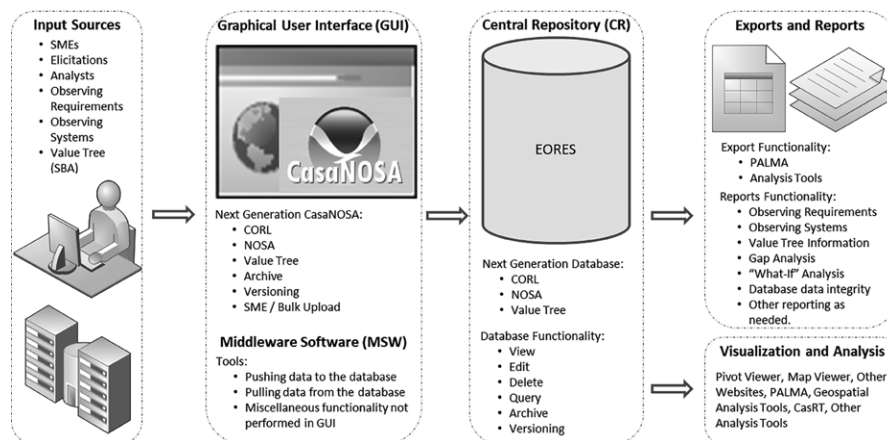 Input Sources
• SMEs
• Elicitations
• Analysts
• Observing
Requirements
• Observing
Systems
• Value Tree
(SBA)
Graphical User Interface (GUI)
CasaNOSA
Next Generation CasaNOSA:
• CORL
• NOSA
• Value Tree
• Archive
• Versioning
• SME / Bulk Upload
Middleware Software (MSW)
Tools:
• Pushing data to the database
• Pulling data from the database
• Miscellaneous functionality not
performed in GUI
Central Repository (CR)
EORES
Next Generation Database:
• CORL
• NOSA
• Value Tree
Database Functionality:
• View
• Edit
• Delete
• Query
• Archive
• Versioning
Exports and Reports
Export Functionality:
• PALMA
• Analysis Tools
Reports Functionality:
• Observing Requirements
• Observing Systems
• Value Tree Information
• Gap Analysis
• “What-If” Analysis
• Database data integrity
• Other reporting as
needed.
Visualization and Analysis
Pivot Viewer, Map Viewer, Other
Websites, PALMA, Geospatial
Analysis Tools, CasRT, Other
Analysis Tools